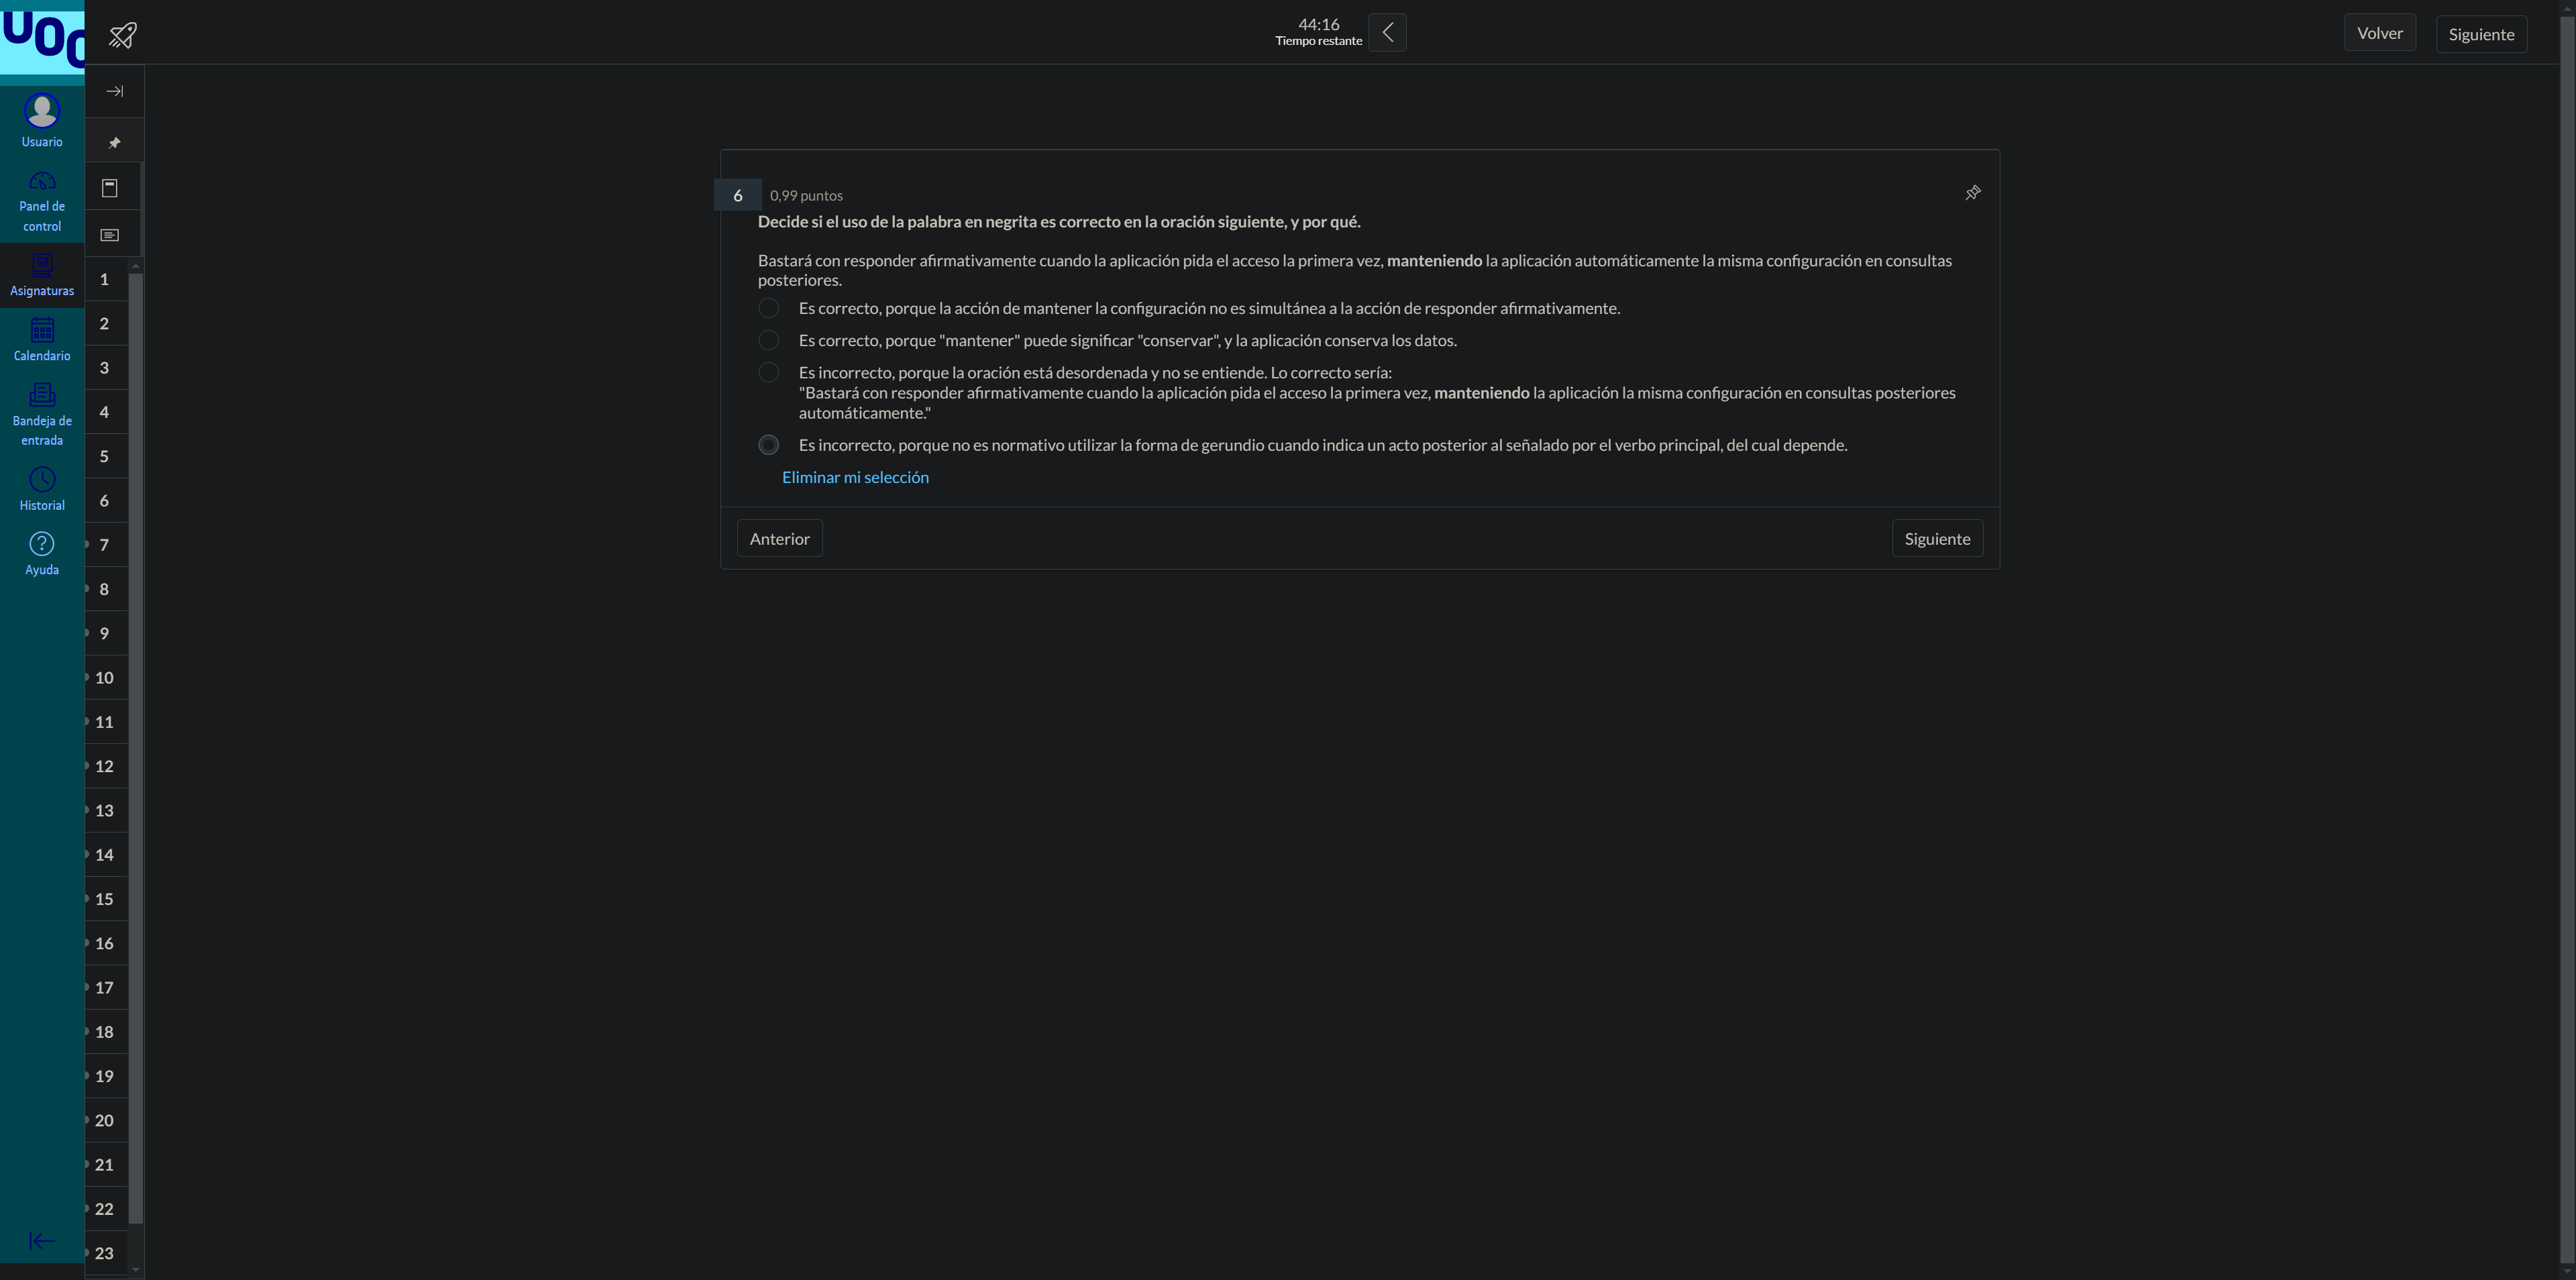 UOC
44:16
Tiempo restante
Volver
Siguiente
Usuario
Panel de
control
Asignaturas
Calendario
Bandeja de
entrada
Historial
Ayuda
1
2
3
4
5
6
7
8
9
10
11
12
13
14
15
16
17
18
19
20
21
22
23
6
0,99 puntos
Decide si el uso de la palabra en negrita es correcto en la oración siguiente, y por qué.
Bastará con responder afirmativamente cuando la aplicación pida el acceso la primera vez, manteniendo la aplicación automáticamente la misma configuración en consultas
posteriores.
Es correcto, porque la acción de mantener la configuración no es simultánea a la acción de responder afirmativamente.
Es correcto, porque "mantener" puede significar "conservar", y la aplicación conserva los datos.
Es incorrecto, porque la oración está desordenada y no se entiende. Lo correcto sería:
"Bastará con responder afirmativamente cuando la aplicación pida el acceso la primera vez, manteniendo la aplicación la misma configuración en consultas posteriores
automáticamente."
Es incorrecto, porque no es normativo utilizar la forma de gerundio cuando indica un acto posterior al señalado por el verbo principal, del cual depende.
Eliminar mi selección
Anterior
Siguiente